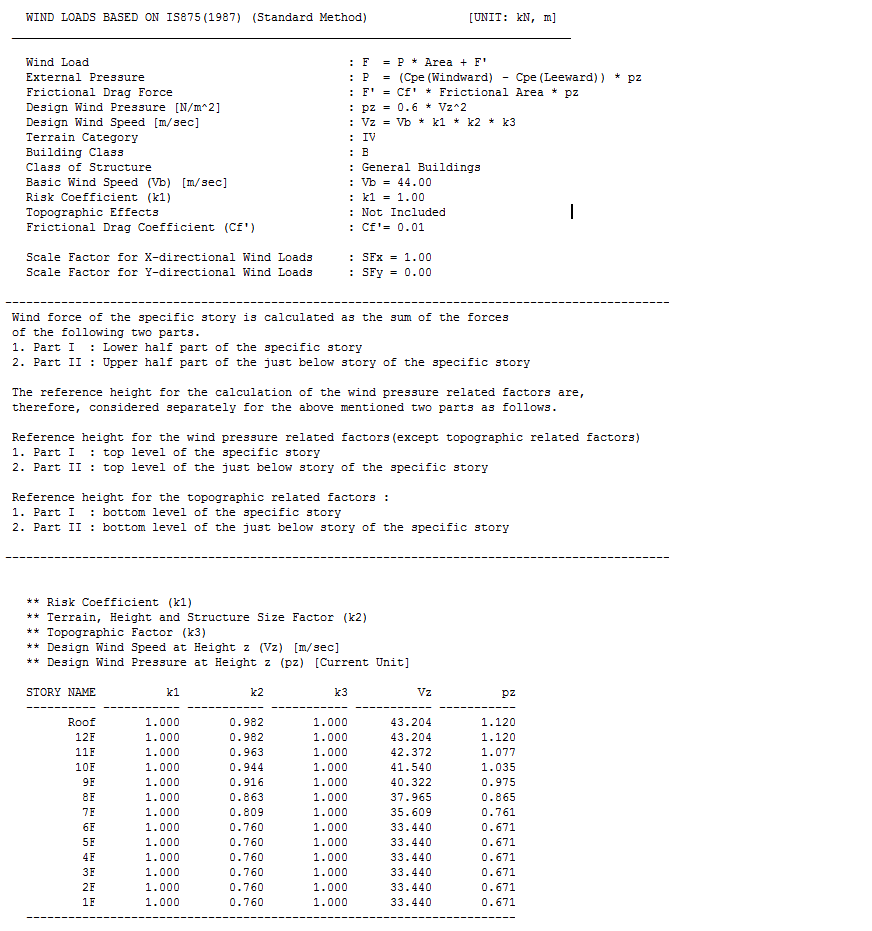 WIND LOADS BASED ON IS875(1987) (Standard Method) [UNIT: kN, m]
Wind Load : F = P * Area + F'
External Pressure : P = (Cpe(Windward) - Cpe(Leeward)) * pz
Frictional Drag Force : F' = Cf' * Frictional Area * pz
Design Wind Pressure [N/m^2] : pz = 0.6 * Vz^2
Design Wind Speed [m/sec] : Vz = Vb * k1 * k2 * k3
Terrain Category : IV
Building Class : B
Class of Structure : General Buildings
Basic Wind Speed (Vb) [m/sec] : Vb = 44.00
Risk Coefficient (k1) : k1 = 1.00
Topographic Effects : Not Included
Frictional Drag Coefficient (Cf') : Cf'= 0.01
Scale Factor for X-directional Wind Loads : SFx = 1.00
Scale Factor for Y-directional Wind Loads : SFy = 0.00
Wind force of the specific story is calculated as the sum of the forces
of the following two parts.
1. Part I : Lower half part of the specific story
2. Part II : Upper half part of the just below story of the specific story
The reference height for the calculation of the wind pressure related factors are,
therefore, considered separately for the above mentioned two parts as follows.
Reference height for the wind pressure related factors(except topographic related factors)
1. Part I : top level of the specific story
2. Part II : top level of the just below story of the specific story
Reference height for the topographic related factors :
1. Part I : bottom level of the specific story
2. Part II : bottom level of the just below story of the specific story
** Risk Coefficient (k1)
** Terrain, Height and Structure Size Factor (k2)
** Topographic Factor (k3)
** Design Wind Speed at Height z (Vz) [m/sec]
** Design Wind Pressure at Height z (pz) [Current Unit]
STORY NAME k1 k2 k3 Vz pz
Roof 1.000 0.982 1.000 43.204 1.120
12F 1.000 0.982 1.000 43.204 1.120
11F 1.000 0.963 1.000 42.372 1.077
10F 1.000 0.944 1.000 41.540 1.035
9F 1.000 0.916 1.000 40.322 0.975
8F 1.000 0.863 1.000 37.965 0.865
7F 1.000 0.809 1.000 35.609 0.761
6F 1.000 0.760 1.000 33.440 0.671
5F 1.000 0.760 1.000 33.440 0.671
4F 1.000 0.760 1.000 33.440 0.671
3F 1.000 0.760 1.000 33.440 0.671
2F 1.000 0.760 1.000 33.440 0.671
1F 1.000 0.760 1.000 33.440 0.671